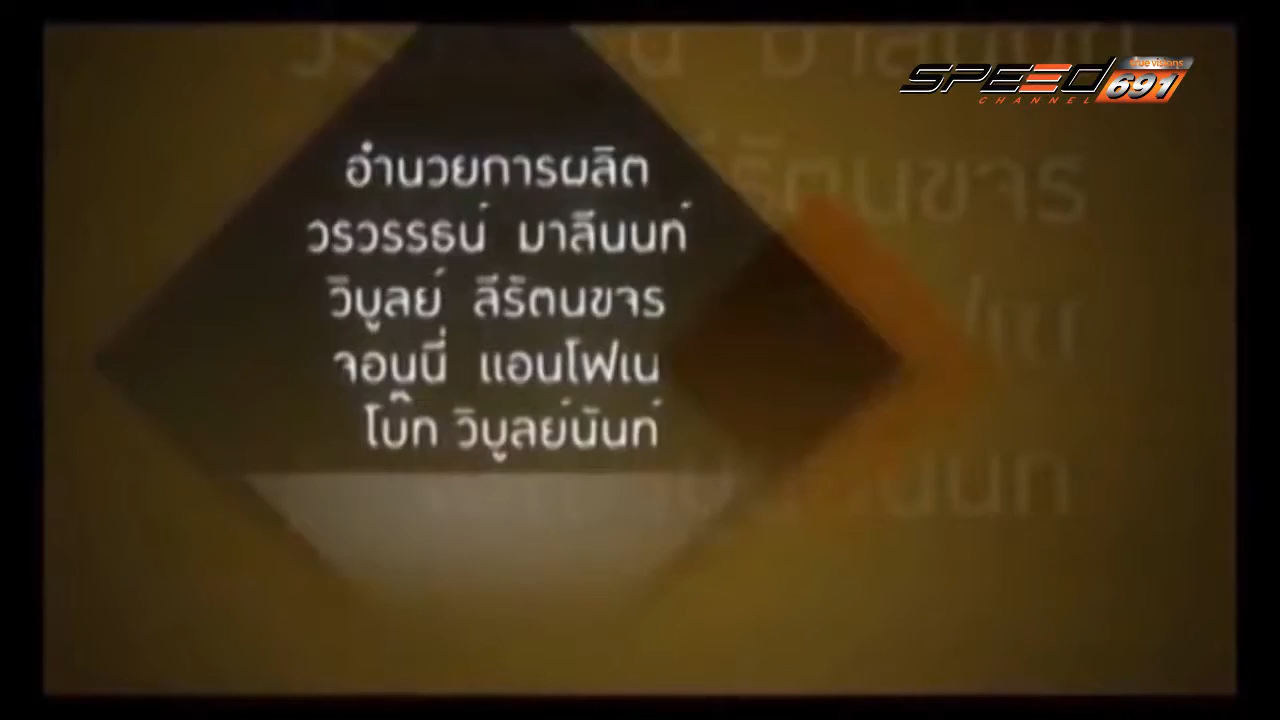 true visions
SPEED 691
CHANNEL
อำนวยการผลิต
วรวรรธน์ มาลีนนท์
วิบูลย์ ลีรัตนขจร
จอนนี่ แอนโฟเน
โบ๊ท วิบูลย์นันท์